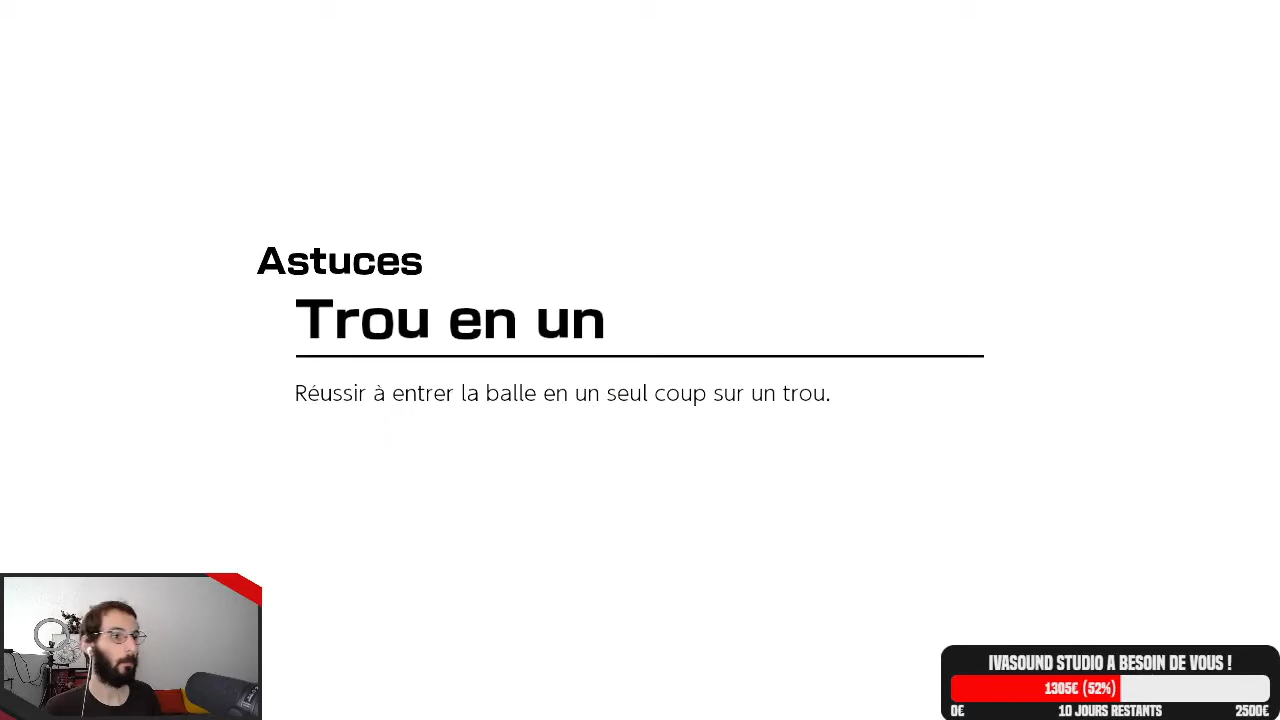 Astuces
Trou en un
Réussir à entrer la balle en un seul coup sur un trou.
IVASOUND STUDIO A BESOIN DE VOUS !
1305€ (52%)
0€ 10 JOURS RESTANTS 2500€